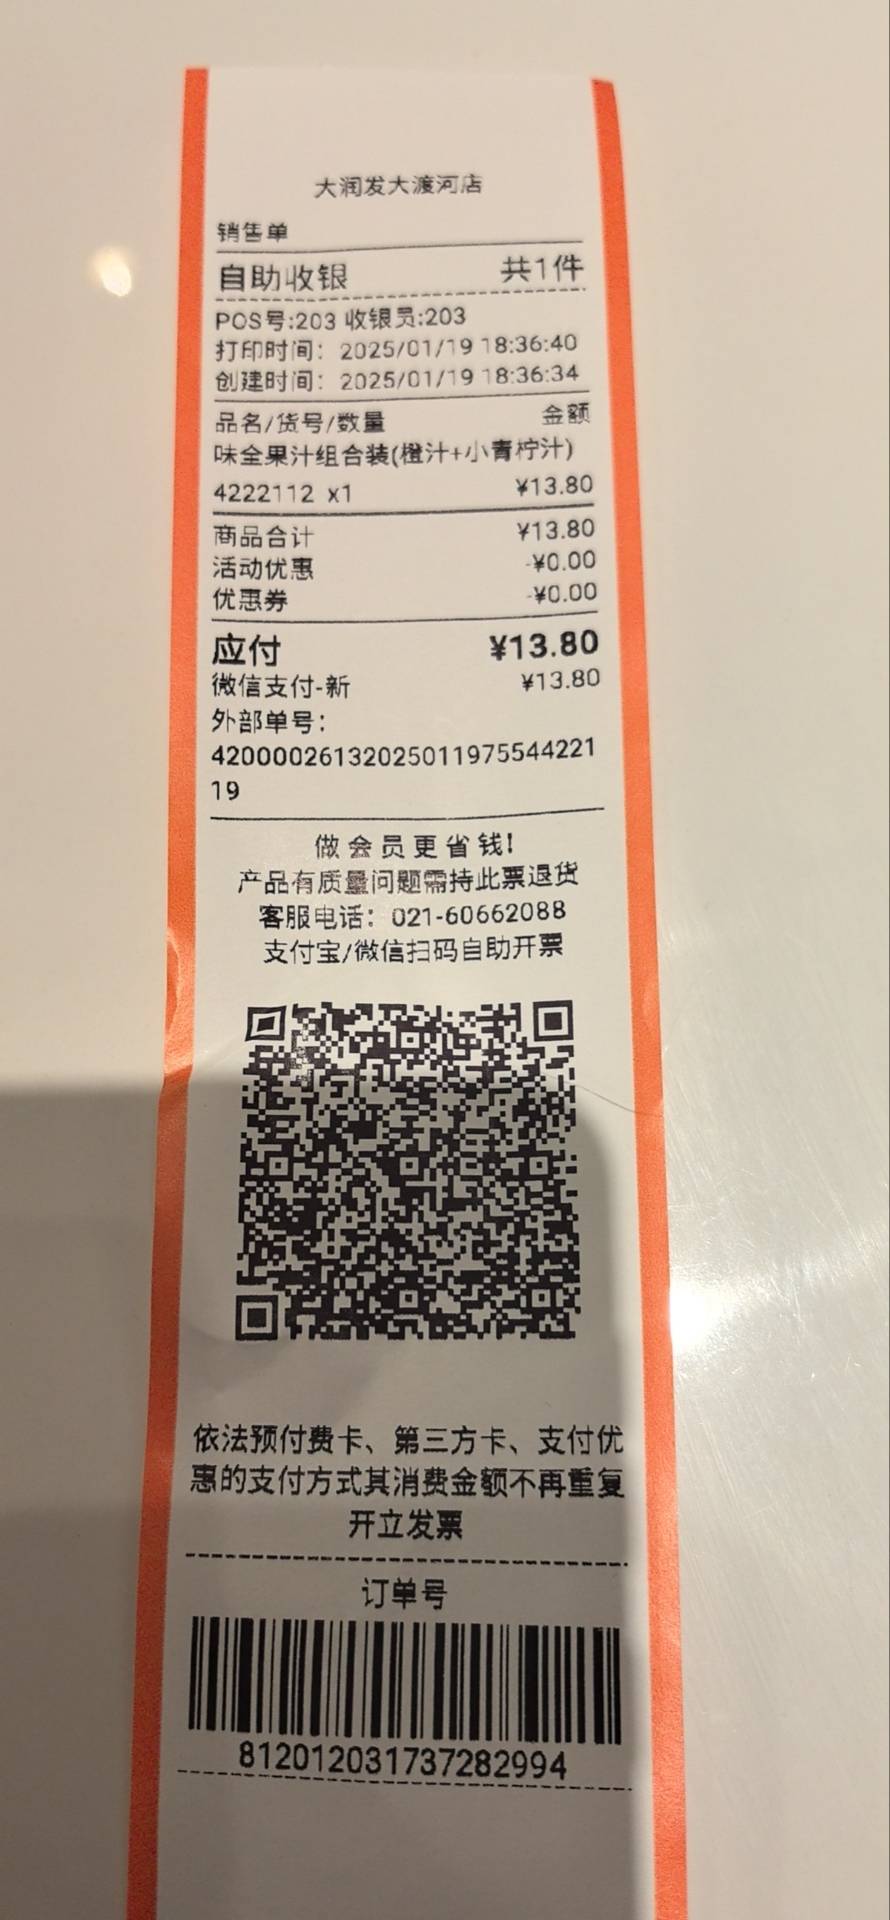 大润发大渡河店
销售单
自助收银 共1件
POS号:203 收银员:203
打印时间: 2025/01/19 18:36:40
创建时间: 2025/01/19 18:36:34
品名/货号/数量 金额
味全果汁组合装(橙汁+小青柠汁)
4222112 x1 ¥13.80
商品合计 ¥13.80
活动优惠 -¥0.00
优惠券 -¥0.00
应付 ¥13.80
微信支付-新 ¥13.80
外部单号:
42000026132025011975544221
19
做会员更省钱!
产品有质量问题需持此票退货
客服电话: 021-60662088
支付宝/微信扫码自助开票
依法预付费卡、第三方卡、支付优
惠的支付方式其消费金额不再重复
开立发票
订单号
812012031737282994